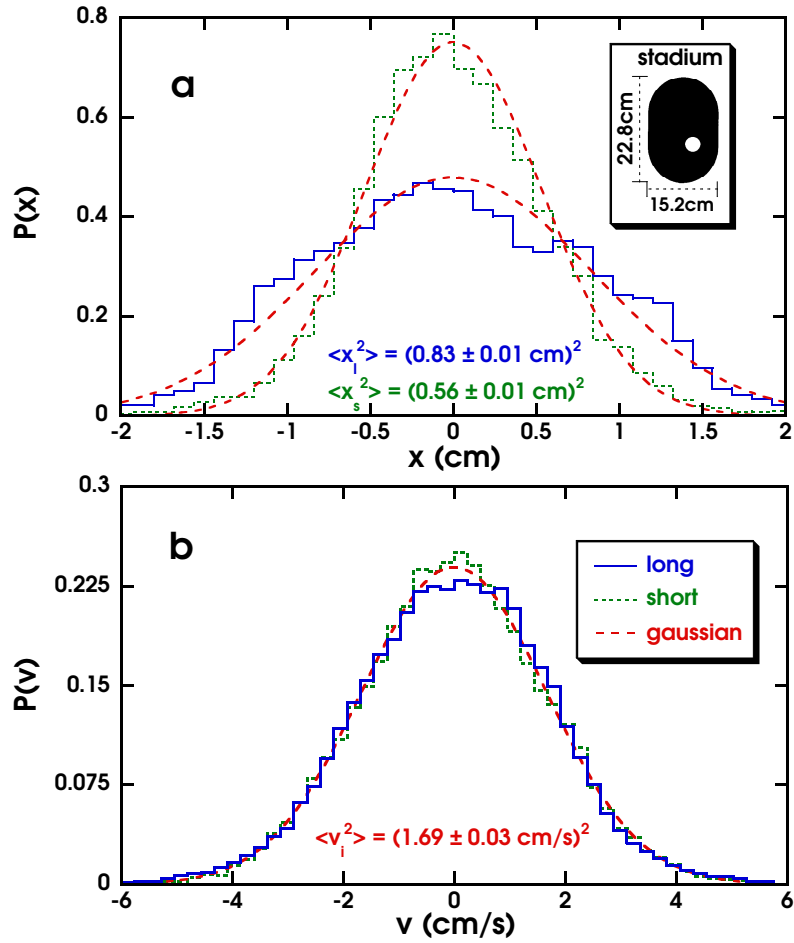 0.8
0.6
0.4
0.2
0
P(x)
a
stadium
22.8cm
15.2cm
<x_l^2> = (0.83 ± 0.01 cm)^2
<x_s^2> = (0.56 ± 0.01 cm)^2
-2 -1.5 -1 -0.5 0 0.5 1 1.5 2
x (cm)
0.3
0.225
0.15
0.075
0
P(v)
b
long
short
gaussian
<v_i^2> = (1.69 ± 0.03 cm/s)^2
-6 -4 -2 0 2 4 6
v (cm/s)